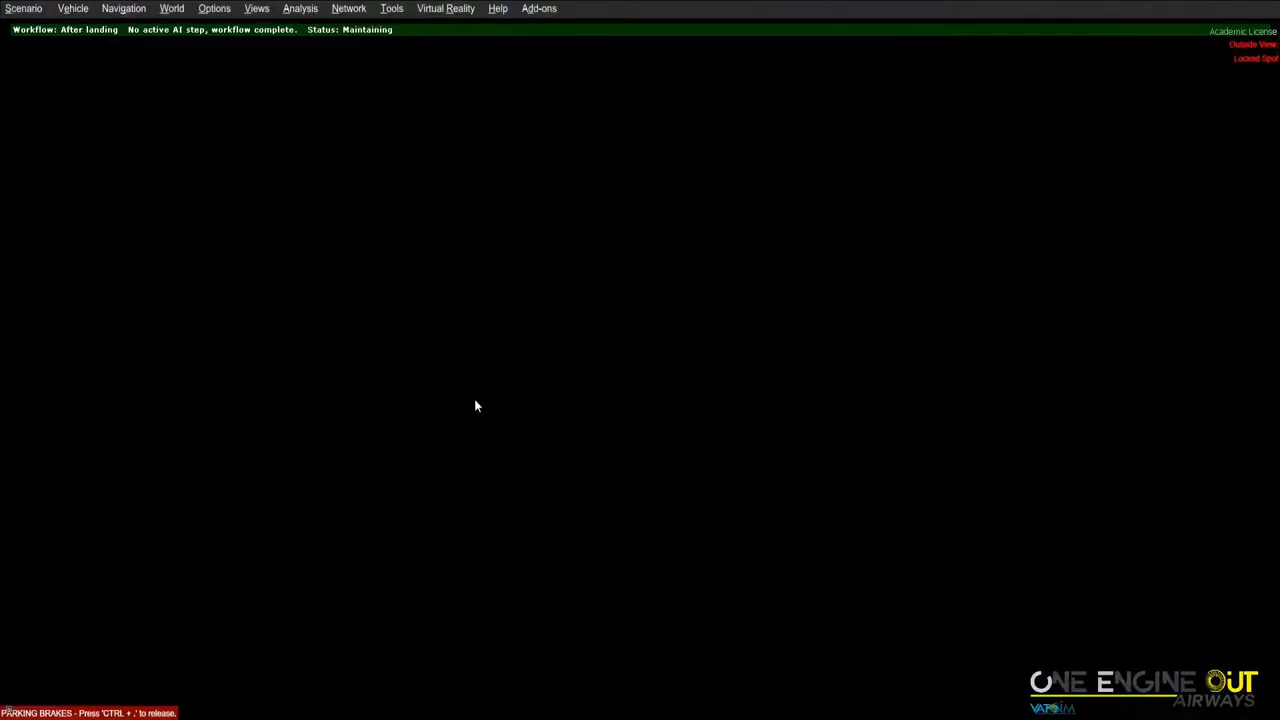 Scenario Vehicle Navigation World Options Views Analysis Network Tools Virtual Reality Help Add-ons
Workflow: After landing No active AI step, workflow complete. Status: Maintaining
Academic License
Outside View
Locked Spot
ONE ENGINE OUT
AIRWAYS
VATSIM
PARKING BRAKES - Press 'CTRL + .' to release.